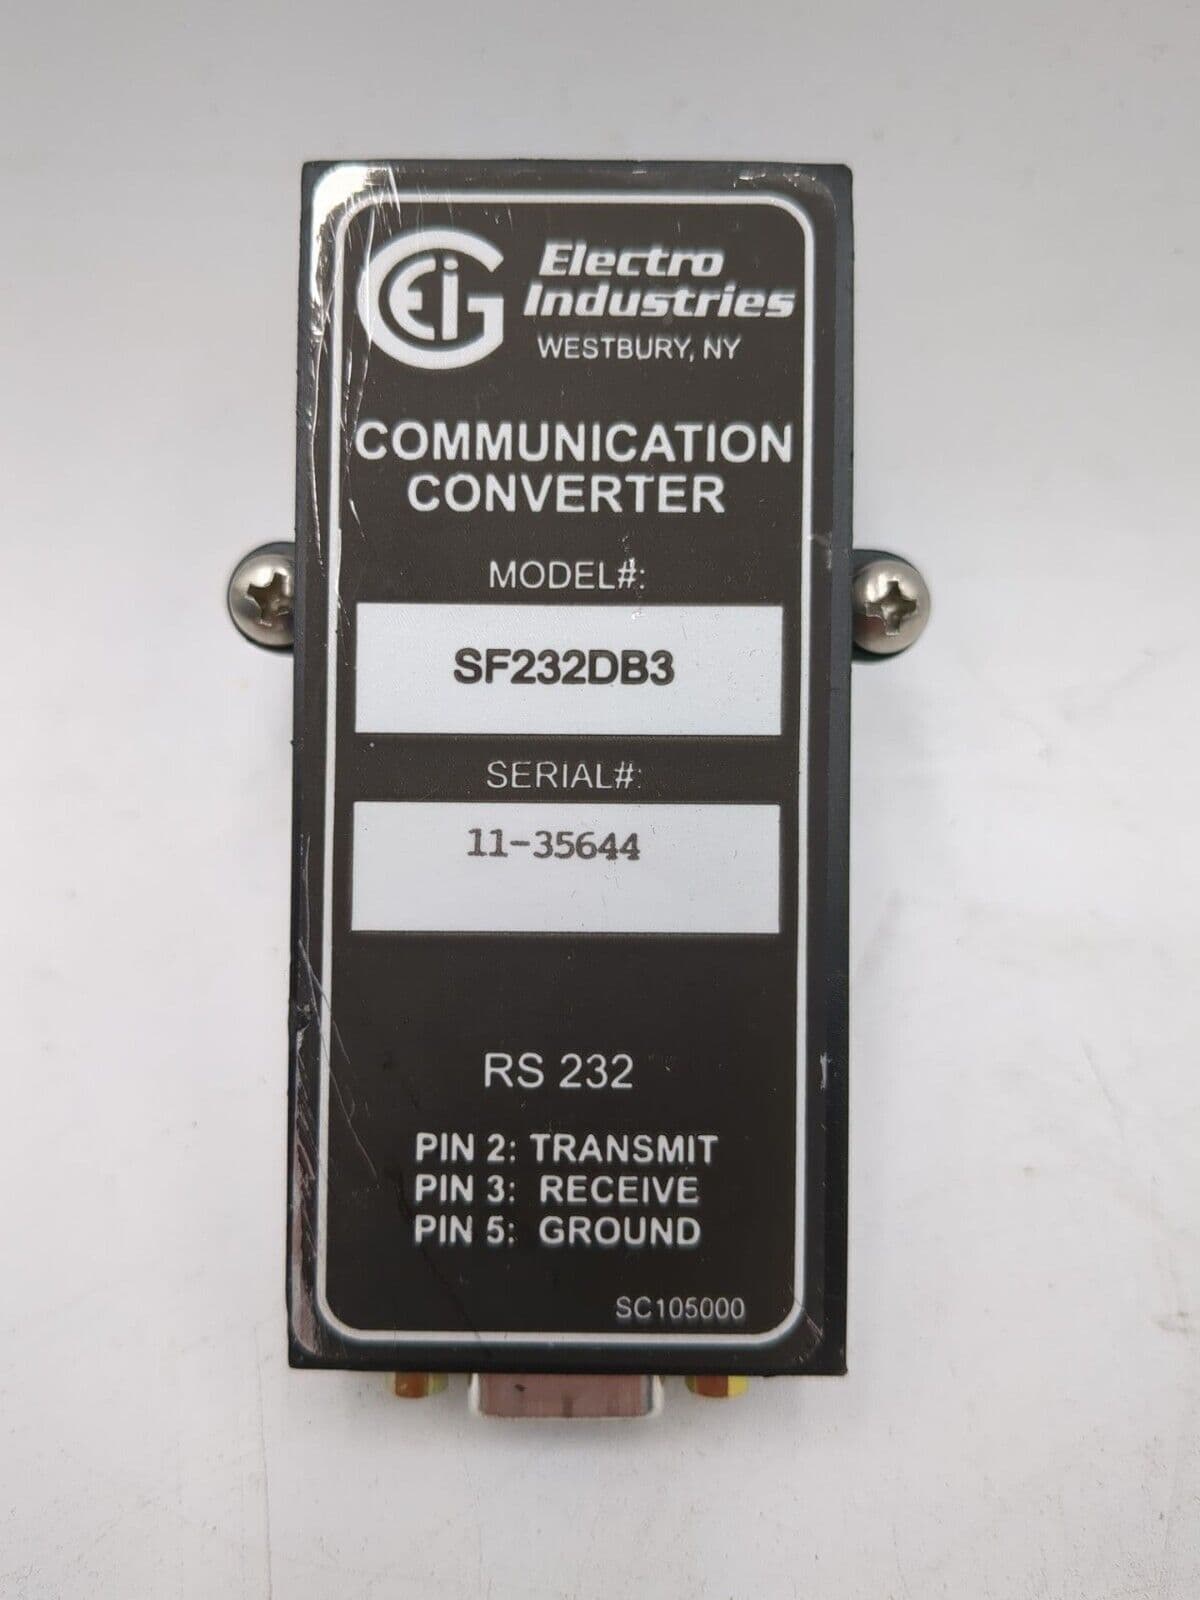 EIG
Electro
Industries
WESTBURY, NY
COMMUNICATION
CONVERTER
MODEL#:
SF232DB3
SERIAL#:
11-35644
RS 232
PIN 2: TRANSMIT
PIN 3: RECEIVE
PIN 5: GROUND
SC105000